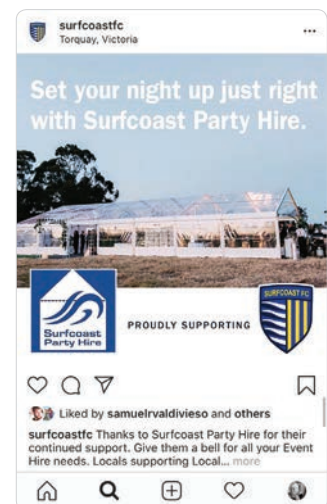 surfcoastfc
Torquay, Victoria
Set your night up just right
with Surfcoast Party Hire.
Surfcoast
Party Hire
PROUDLY SUPPORTING
SURFCOAST FC
Liked by samuelrvaldivieso and others
surfcoastfc Thanks to Surfcoast Party Hire for their
continued support. Give them a bell for all your Event
Hire needs. Locals supporting Local... more